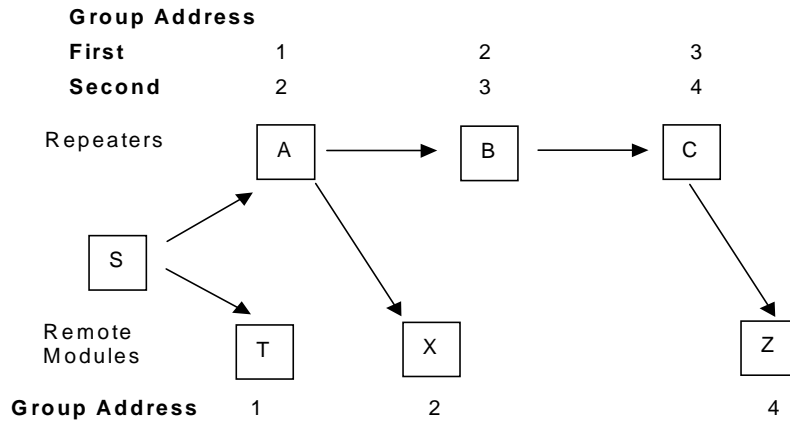 Group Address
First 1 2 3
Second 2 3 4
Repeaters A B C
S
Remote
Modules T X Z
Group Address 1 2 4